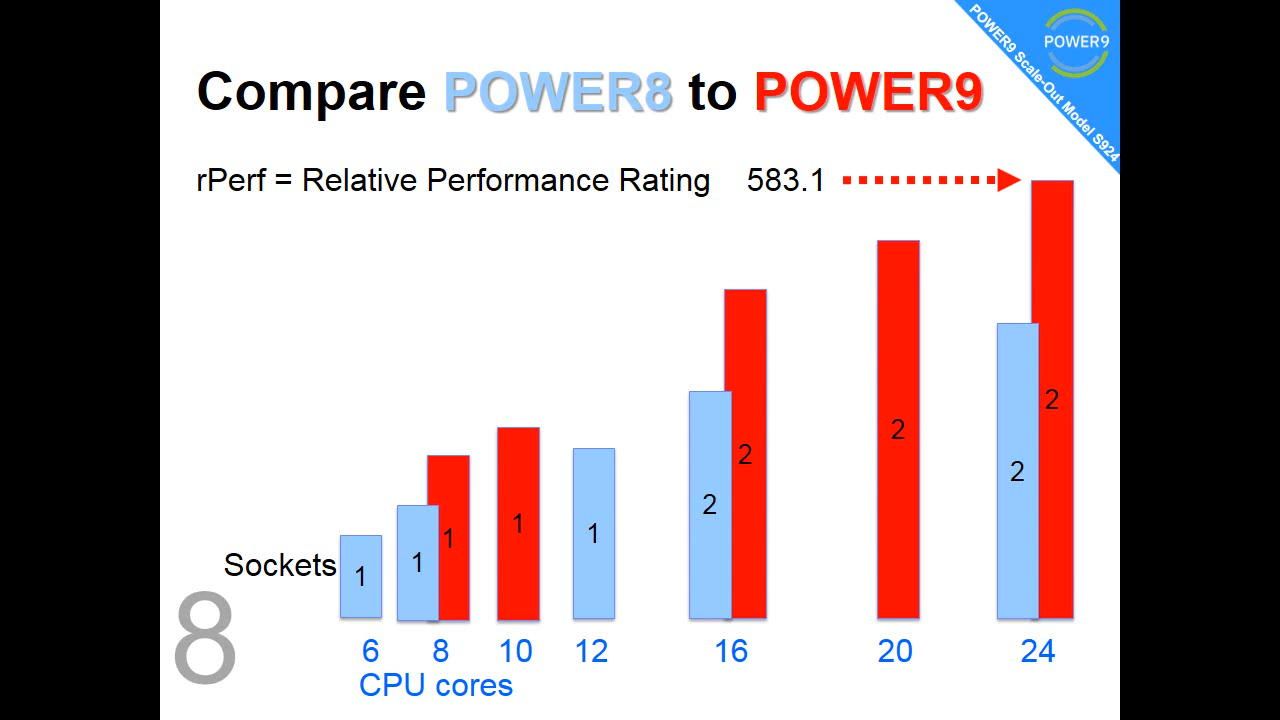 POWER9
POWER9 Scale-Out Model S924
Compare POWER8 to POWER9
rPerf = Relative Performance Rating 583.1
Sockets 1 1 1 1 1 2 2 2 2 2
6 8 10 12 16 20 24
CPU cores
8